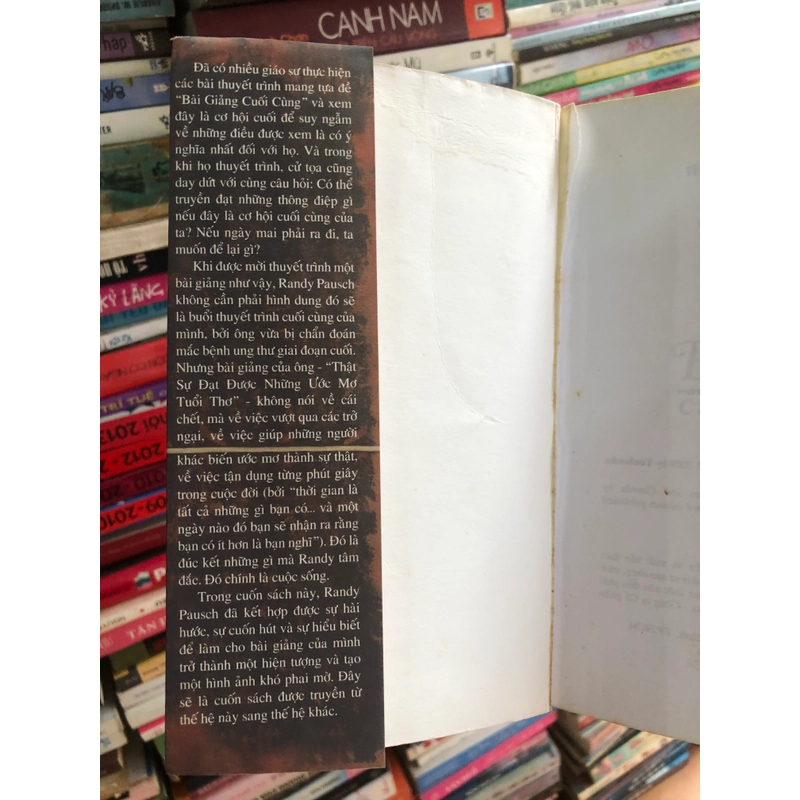 Đã có nhiều giáo sư thực hiện
các bài thuyết trình mang tựa đề
“Bài Giảng Cuối Cùng” và xem
đây là cơ hội cuối để suy ngẫm
về những điều được xem là có ý
nghĩa nhất đối với họ. Và trong
khi họ thuyết trình, cử tọa cũng
day dứt với cùng câu hỏi: Có thể
truyền đạt những thông điệp gì
nếu đây là cơ hội cuối cùng của
ta? Nếu ngày mai phải ra đi, ta
muốn để lại gì?
Khi được mời thuyết trình một
bài giảng như vậy, Randy Pausch
không cần phải hình dung đó sẽ
là buổi thuyết trình cuối cùng của
mình, bởi ông vừa bị chẩn đoán
mắc bệnh ung thư giai đoạn cuối.
Nhưng bài giảng của ông - “Thật
Sự Đạt Được Những Ước Mơ
Tuổi Thơ” - không nói về cái
chết, mà về việc vượt qua các trở
ngại, về việc giúp những người
khác biến ước mơ thành sự thật,
về việc tận dụng từng phút giây
trong cuộc đời (bởi “thời gian là
tất cả những gì bạn có... và một
ngày nào đó bạn sẽ nhận ra rằng
bạn có ít hơn là bạn nghĩ”). Đó là
đúc kết những gì mà Randy tâm
đắc. Đó chính là cuộc sống.
Trong cuốn sách này, Randy
Pausch đã kết hợp được sự hài
hước, sự cuốn hút và sự hiểu biết
để làm cho bài giảng của mình
trở thành một hiện tượng và tạo
một hình ảnh khó phai mờ. Đây
sẽ là cuốn sách được truyền từ
thế hệ này sang thế hệ khác.
CANH NAM
KỲ LÂNG
TRÍ TUỆ
2012
09-2010